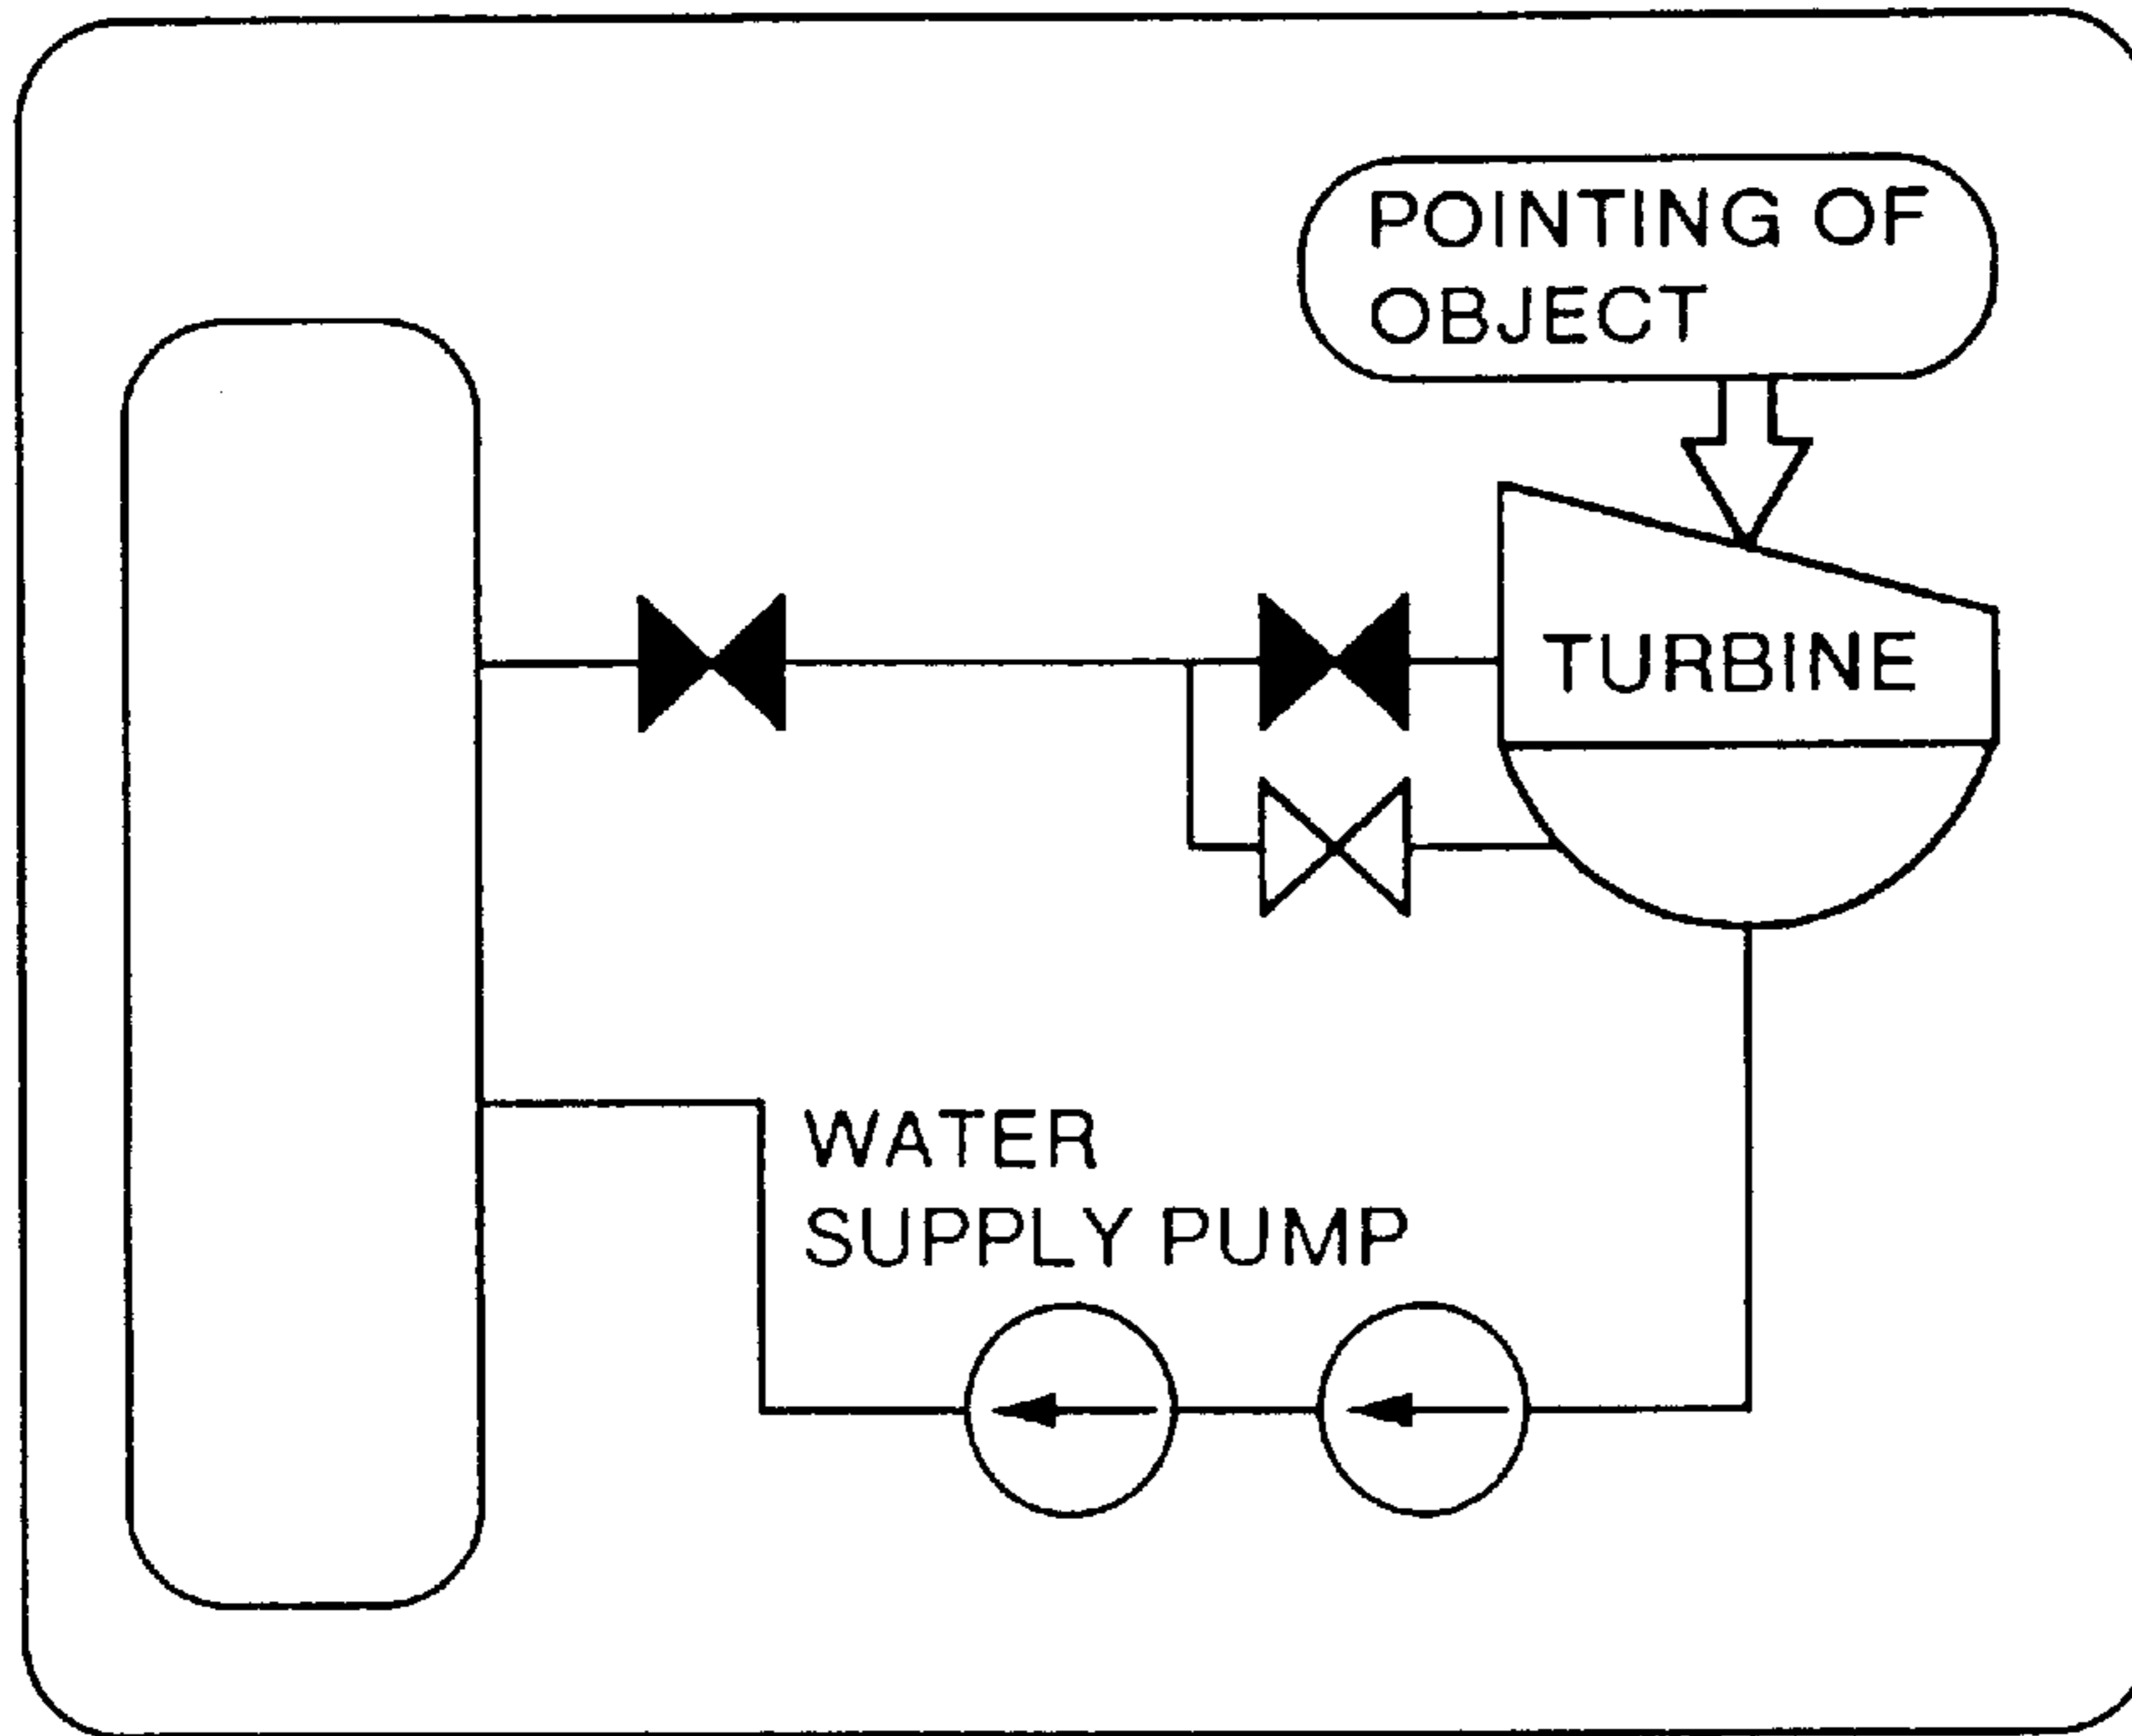 POINTING OF
OBJECT
TURBINE
WATER
SUPPLY PUMP